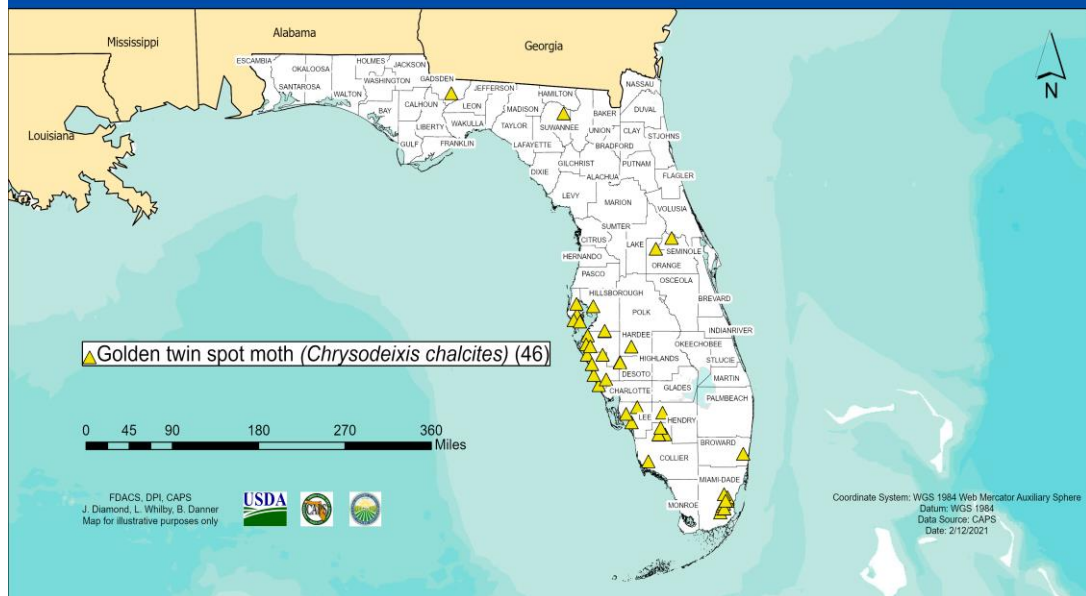 Mississippi
Alabama
Georgia
Louisiana
N
ESCAMBIA
OKALOOSA
SANTAROSA
WALTON
HOLMES
WASHINGTON
JACKSON
BAY
CALHOUN
GULF
GADSDEN
LIBERTY
FRANKLIN
LEON
WAKULLA
JEFFERSON
MADISON
TAYLOR
HAMILTON
SUWANNEE
LAFAYETTE
DIXIE
GILCHRIST
BAKER
UNION
BRADFORD
NASSAU
DUVAL
CLAY
STJOHNS
PUTNAM
ALACHUA
FLAGLER
LEVY
MARION
VOLUSIA
SUMTER
CITRUS
LAKE
SEMINOLE
HERNANDO
ORANGE
PASCO
OSCEOLA
HILLSBOROUGH
BREVARD
POLK
INDIANRIVER
HARDEE
OKEECHOBEE
HIGHLANDS
STLUCIE
DESOTO
MARTIN
CHARLOTTE
GLADES
PALMBEACH
LEE
HENDRY
BROWARD
COLLIER
MIAMI-DADE
MONROE
Golden twin spot moth (Chrysodeixis chalcites) (46)
0 45 90 180 270 360
Miles
FDACS, DPI, CAPS
J. Diamond, L. Whilby, B. Danner
Map for illustrative purposes only
USDA
CAPS
Coordinate System: WGS 1984 Web Mercator Auxiliary Sphere
Datum: WGS 1984
Data Source: CAPS
Date: 2/12/2021